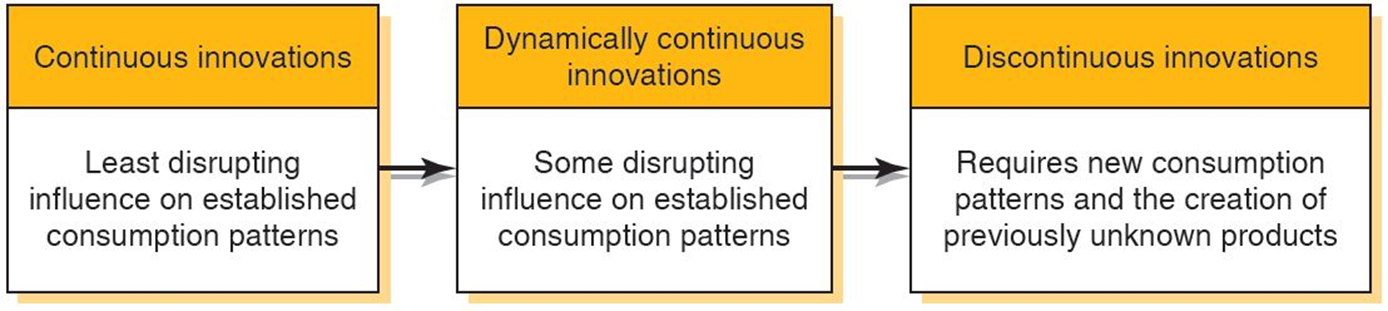 Continuous innovations
Least disrupting
influence on established
consumption patterns
Dynamically continuous
innovations
Some disrupting
influence on established
consumption patterns
Discontinuous innovations
Requires new consumption
patterns and the creation of
previously unknown products